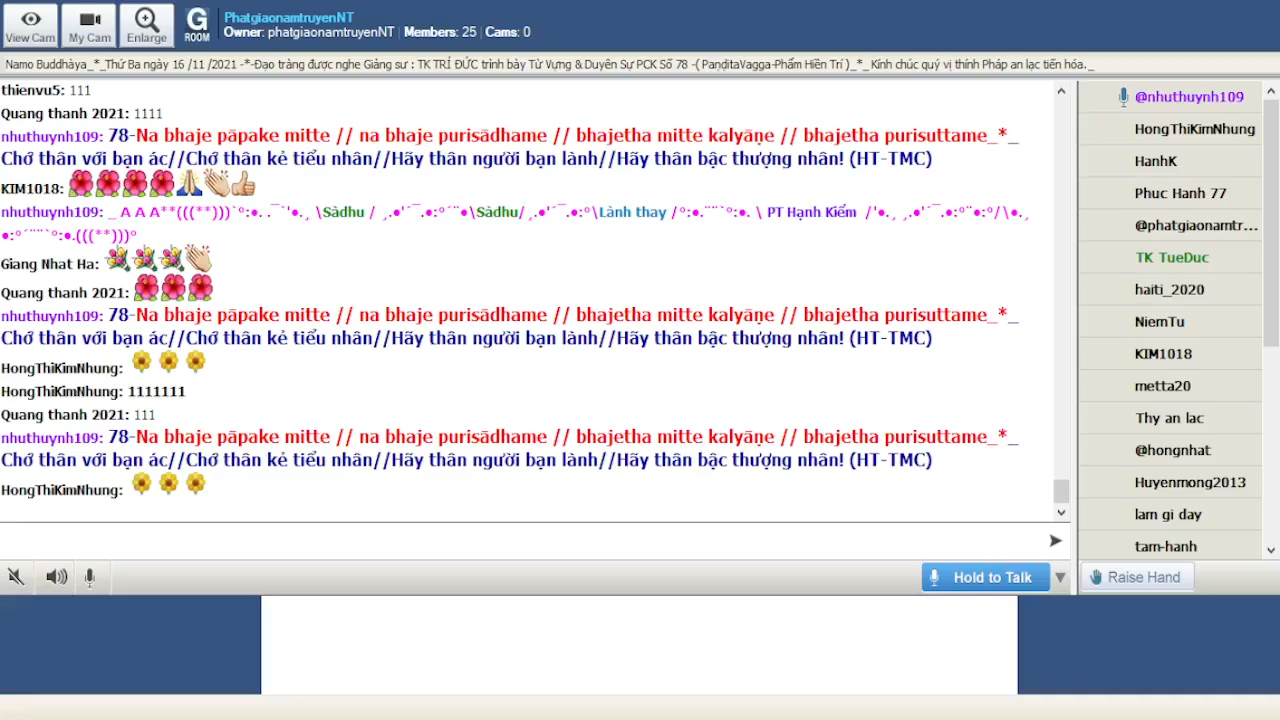 View Cam
My Cam
Enlarge
G ROOM
PhatgiaonamtruyenNT
Owner: phatgiaonamtruyenNT | Members: 25 | Cams: 0
Namo Buddhàya_*_Thứ Ba ngày 16 /11 /2021 -*-Đạo tràng được nghe Giảng sư : TK TRÍ ĐỨC trình bày Từ Vựng & Duyên Sự PCK Số 78 -( PaṇḍitaVagga-Phẩm Hiền Trí )_*_ Kính chúc quý vị thính Pháp an lạc tiến hóa._
thienvu5: 111
Quang thanh 2021: 1111
nhuthuynh109: 78-Na bhaje pāpake mitte // na bhaje purisādhame // bhajetha mitte kalyāṇe // bhajetha purisuttame_*_
Chớ thân với bạn ác//Chớ thân kẻ tiểu nhân//Hãy thân người bạn lành//Hãy thân bậc thượng nhân! (HT-TMC)
KIM1018:
nhuthuynh109: _ A A A**(((**)))`º:•. .¯`'•.¸ \Sàdhu / ¸.•'´¯.•:º´¨•\Sàdhu/ ¸.•'´¯.•:º\Lành thay /º:•.¨¨`º:•. \ PT Hạnh Kiểm /'•.¸ ¸.•'´¯.•:º¨•:º/\•.¸
•:º´¨¨`º:•.(((**)))º
Giang Nhat Ha:
Quang thanh 2021:
nhuthuynh109: 78-Na bhaje pāpake mitte // na bhaje purisādhame // bhajetha mitte kalyāṇe // bhajetha purisuttame_*_
Chớ thân với bạn ác//Chớ thân kẻ tiểu nhân//Hãy thân người bạn lành//Hãy thân bậc thượng nhân! (HT-TMC)
HongThiKimNhung:
HongThiKimNhung: 1111111
Quang thanh 2021: 111
nhuthuynh109: 78-Na bhaje pāpake mitte // na bhaje purisādhame // bhajetha mitte kalyāṇe // bhajetha purisuttame_*_
Chớ thân với bạn ác//Chớ thân kẻ tiểu nhân//Hãy thân người bạn lành//Hãy thân bậc thượng nhân! (HT-TMC)
HongThiKimNhung:
Hold to Talk
@nhuthuynh109
HongThiKimNhung
HanhK
Phuc Hanh 77
@phatgiaonamtr...
TK TueDuc
haiti_2020
NiemTu
KIM1018
metta20
Thy an lac
@hongnhat
Huyenmong2013
lam gi day
tam-hanh
Raise Hand